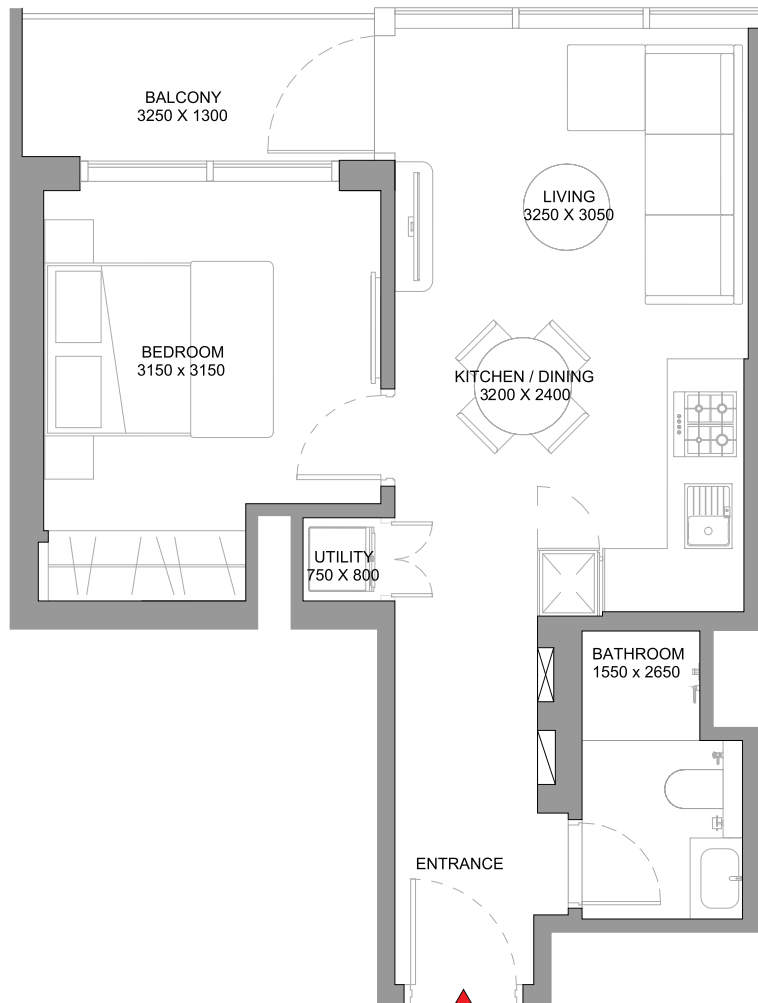 BALCONY
3250 X 1300
LIVING
3250 X 3050
BEDROOM
3150 x 3150
KITCHEN / DINING
3200 X 2400
UTILITY
750 X 800
BATHROOM
1550 x 2650
ENTRANCE